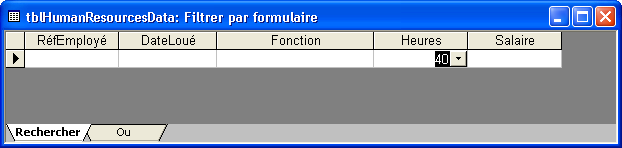 tblHumanResourcesData: Filtrer par formulaire
RéfEmployé DateLoué Fonction Heures Salaire
40
Rechercher Ou